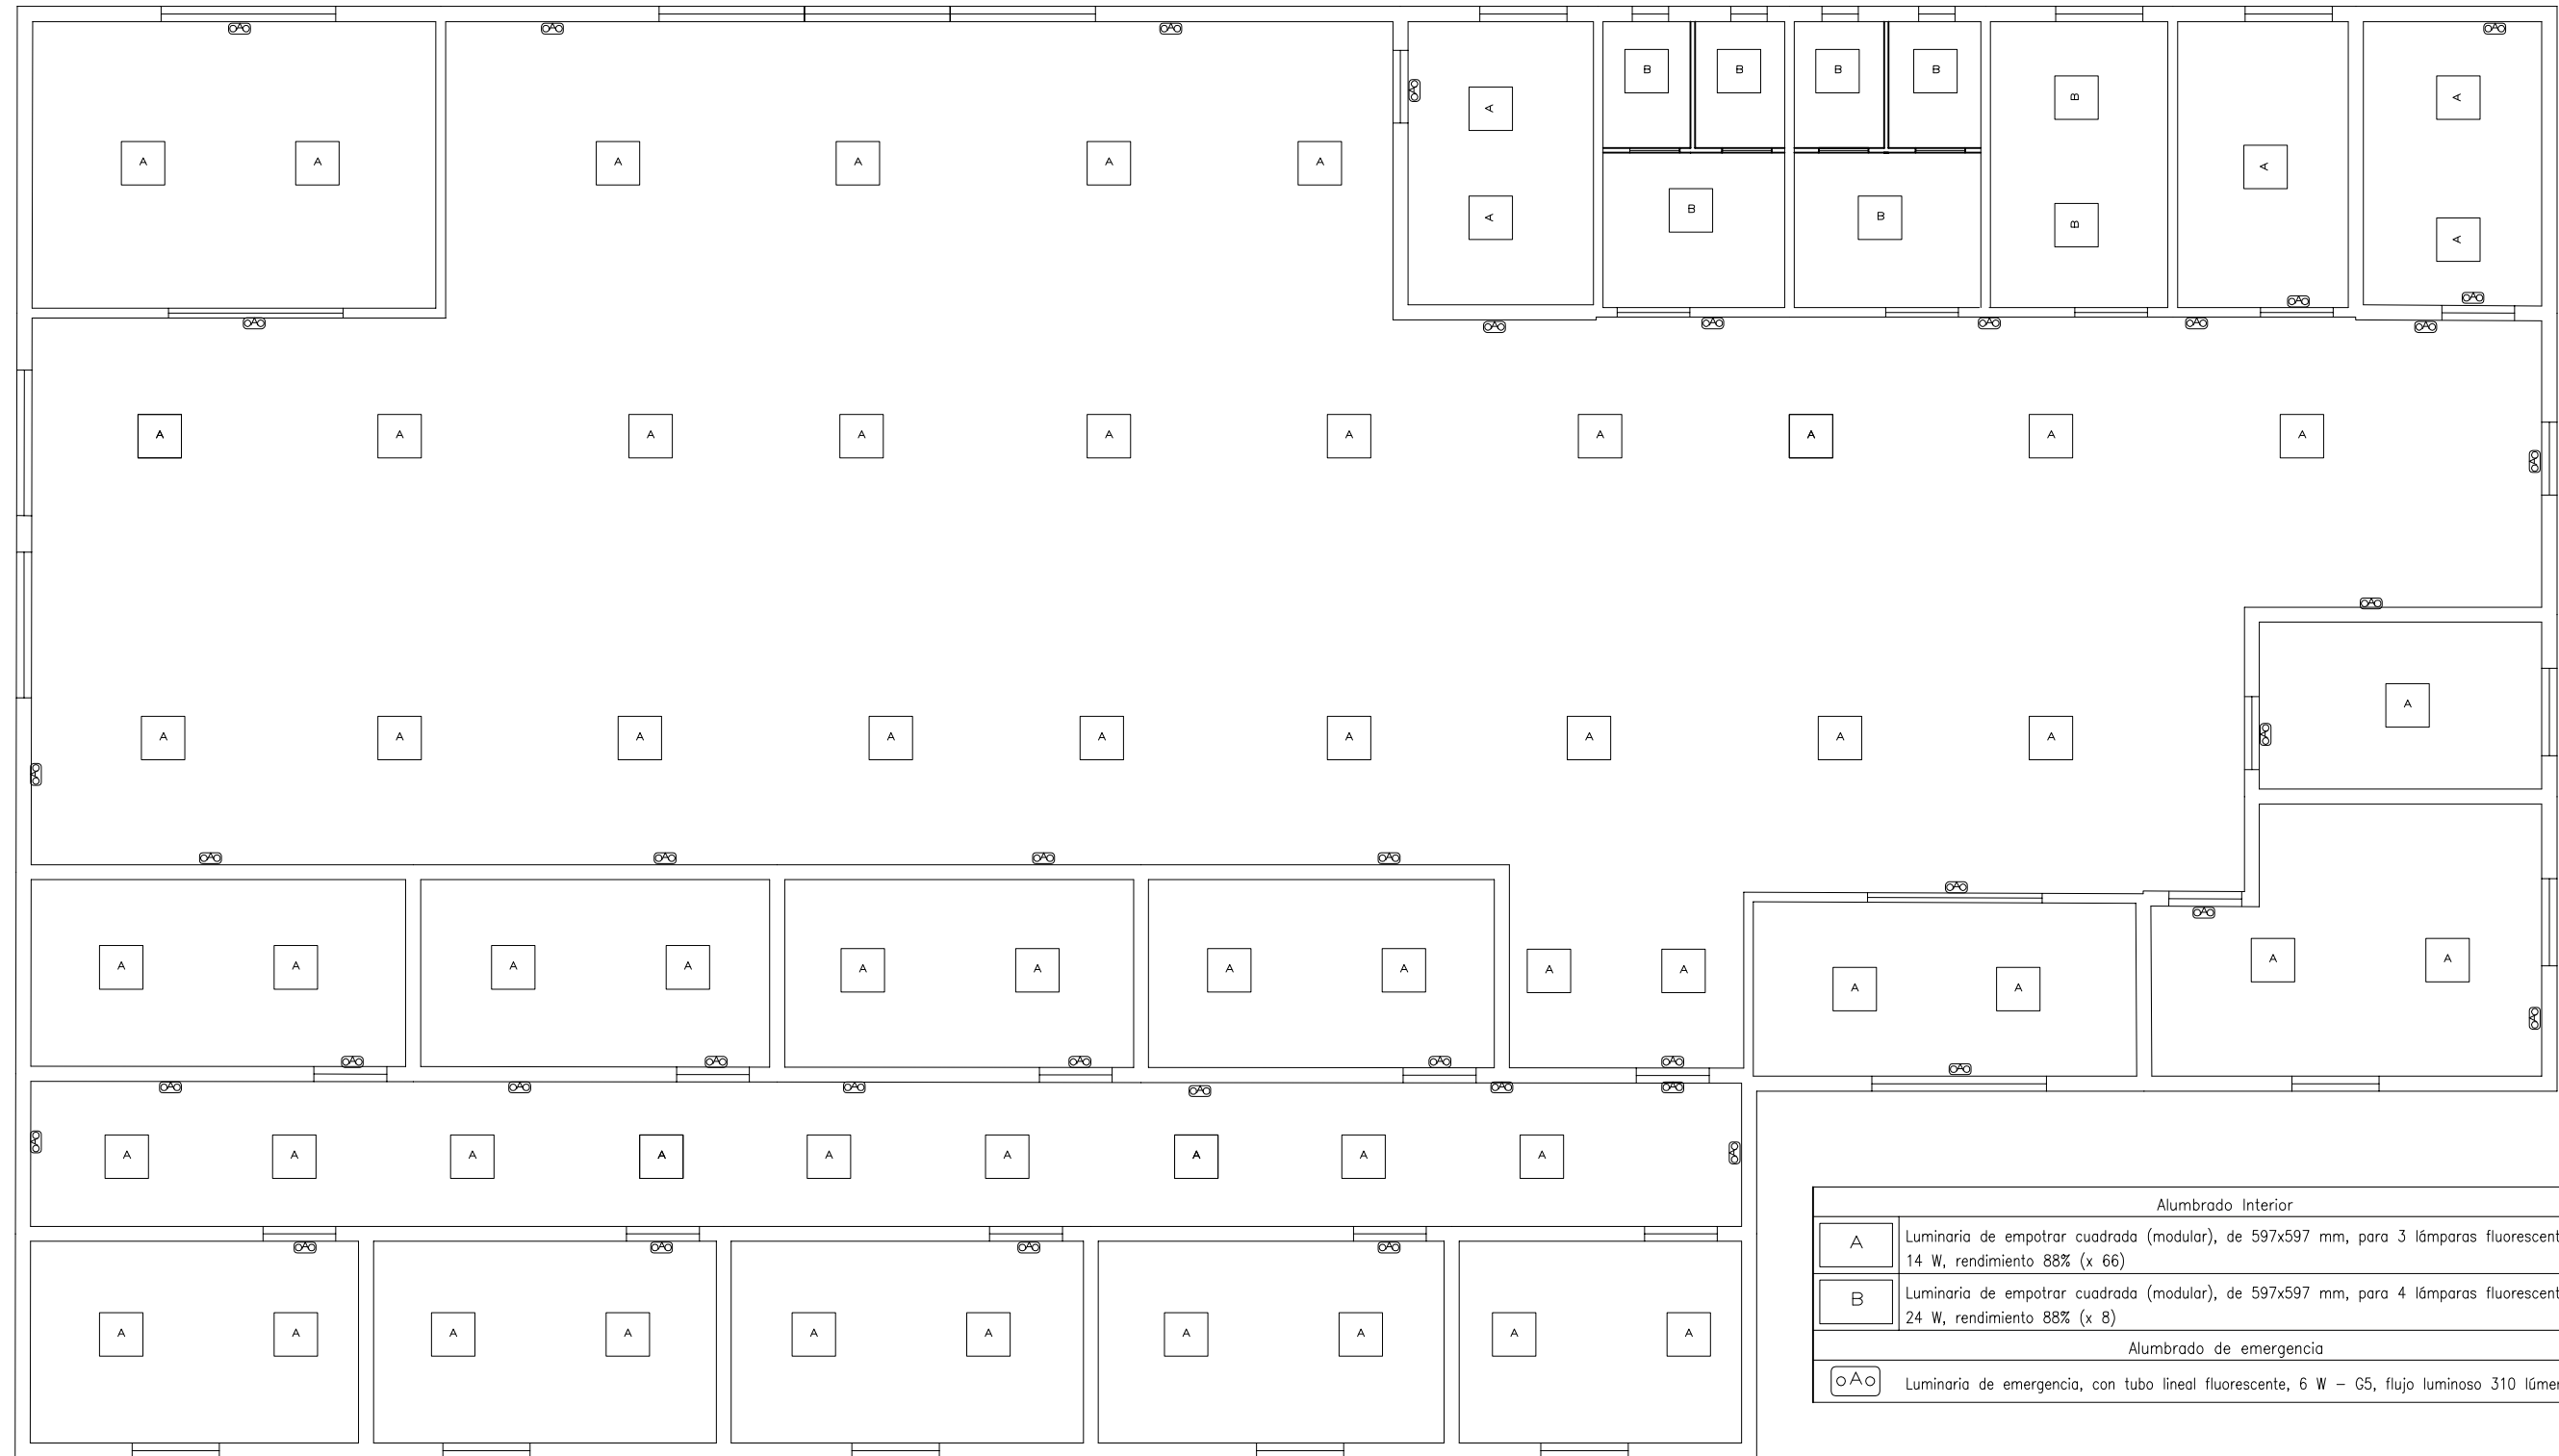 A A A A
B B B B
A A B A
A A A A A A A
A B B B A
A A
A A A A A A
A A A A A A A A A A A
A
A
A A A A A A A A A A
A
A A A A
A
A
A A A A A A A A A A A A
A A
A
A A A A A A
A A A A A A
A A A A A A A A A A A
A A A A
A A A A A A A A A A
Alumbrado Interior
A
Luminaria de empotrar cuadrada (modular), de 597x597 mm, para 3 lámparas fluorescent
14 W, rendimiento 88% (x 66)
B
Luminaria de empotrar cuadrada (modular), de 597x597 mm, para 4 lámparas fluorescent
24 W, rendimiento 88% (x 8)
Alumbrado de emergencia
A
Luminaria de emergencia, con tubo lineal fluorescente, 6 W – G5, flujo luminoso 310 lúme